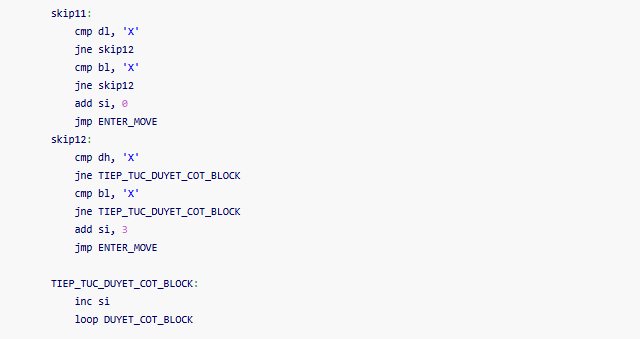 skip11:
cmp dl, 'X'
jne skip12
cmp bl, 'X'
jne skip12
add si, 0
jmp ENTER_MOVE
skip12:
cmp dh, 'X'
jne TIEP_TUC_DUYET_COT_BLOCK
cmp bl, 'X'
jne TIEP_TUC_DUYET_COT_BLOCK
add si, 3
jmp ENTER_MOVE
TIEP_TUC_DUYET_COT_BLOCK:
inc si
loop DUYET_COT_BLOCK